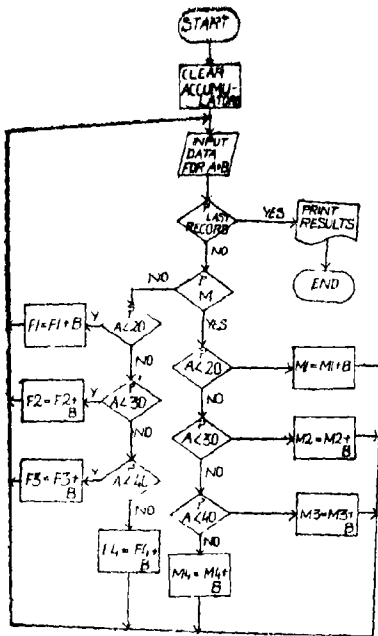 START
CLEAR
ACCUMU-
LATORS
INPUT
DATA
FOR A+B
?
LAST
RECORD
YES
PRINT
RESULTS
NO
END
NO
?
M
YES
F1=F1+B
Y
?
A<20
NO
?
A<20
M1=M1+B
NO
F2=F2+
B
Y
?
A<30
NO
?
A<30
M2=M2+
B
NO
F3=F3+
B
Y
?
A<40
NO
?
A<40
M3=M3+
B
NO
F4=F4+
B
M4=M4+
B